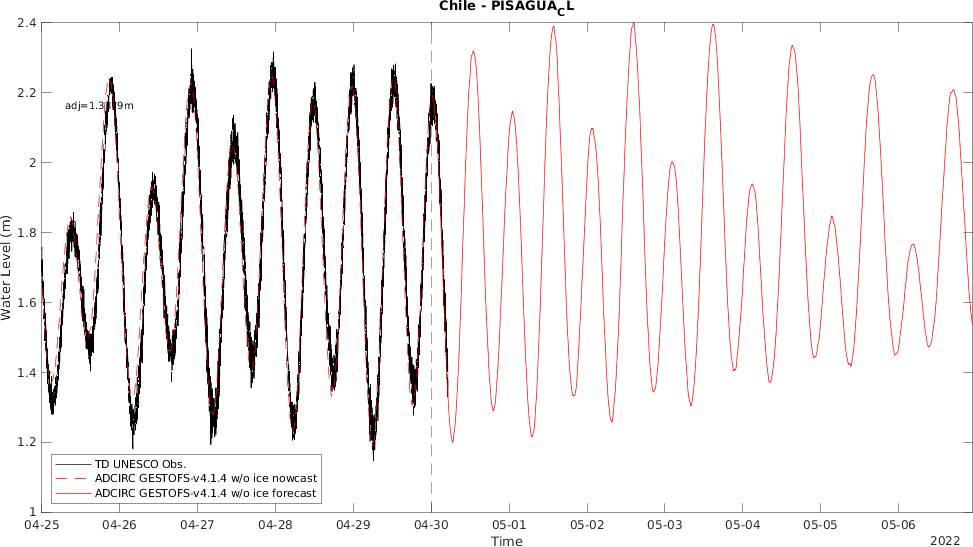 Chile - PISAGUA_CL
2.4
2.2
2
1.8
1.6
1.4
1.2
1
Water Level (m)
TD UNESCO Obs.
ADCIRC GESTOFS-v4.1.4 w/o ice nowcast
ADCIRC GESTOFS-v4.1.4 w/o ice forecast
04-25 04-26 04-27 04-28 04-29 04-30 05-01 05-02 05-03 05-04 05-05 05-06
Time
2022